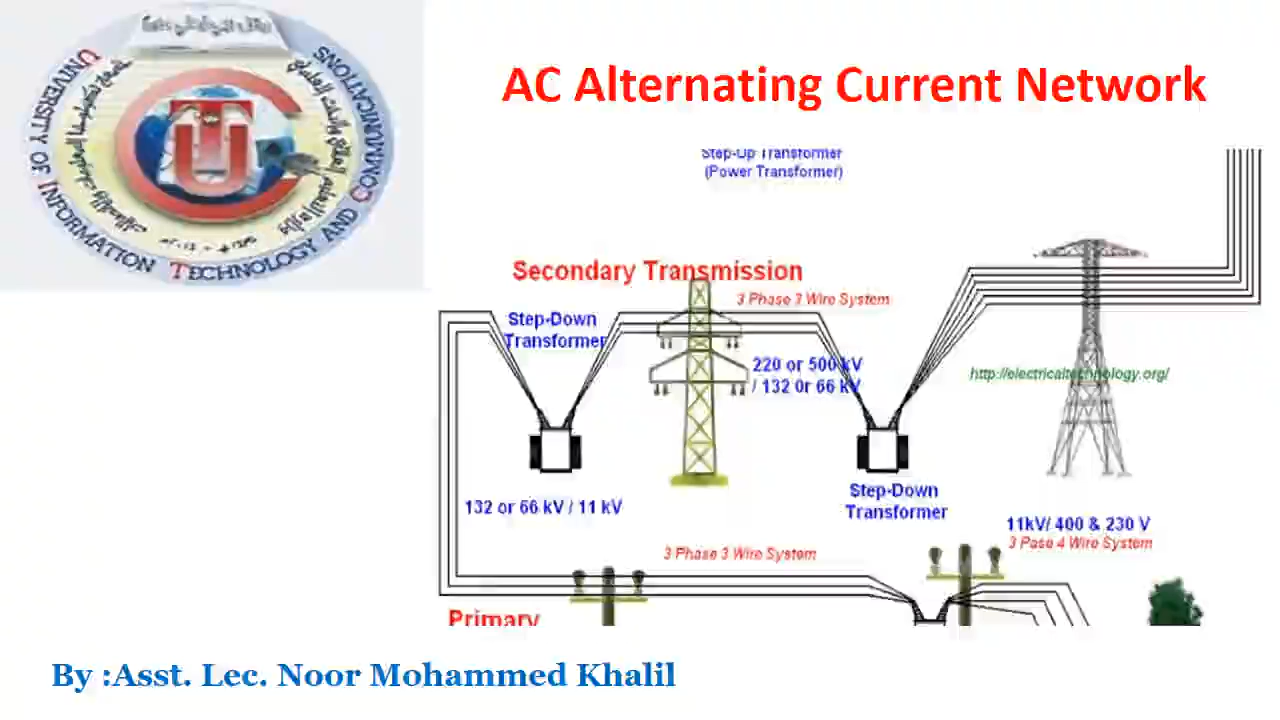 UNIVERSITY OF INFORMATION TECHNOLOGY AND COMMUNICATIONS
AC Alternating Current Network
Step-Up Transformer
(Power Transformer)
Secondary Transmission
3 Phase 3 Wire System
Step-Down
Transformer
220 or 500 kV
/ 132 0r 66 kV
http://electricaltechnology.org/
132 or 66 kV / 11 kV
Step-Down
Transformer
11kV/ 400 & 230 V
3 Pase 4 Wire System
3 Phase 3 Wire System
Primary
By :Asst. Lec. Noor Mohammed Khalil